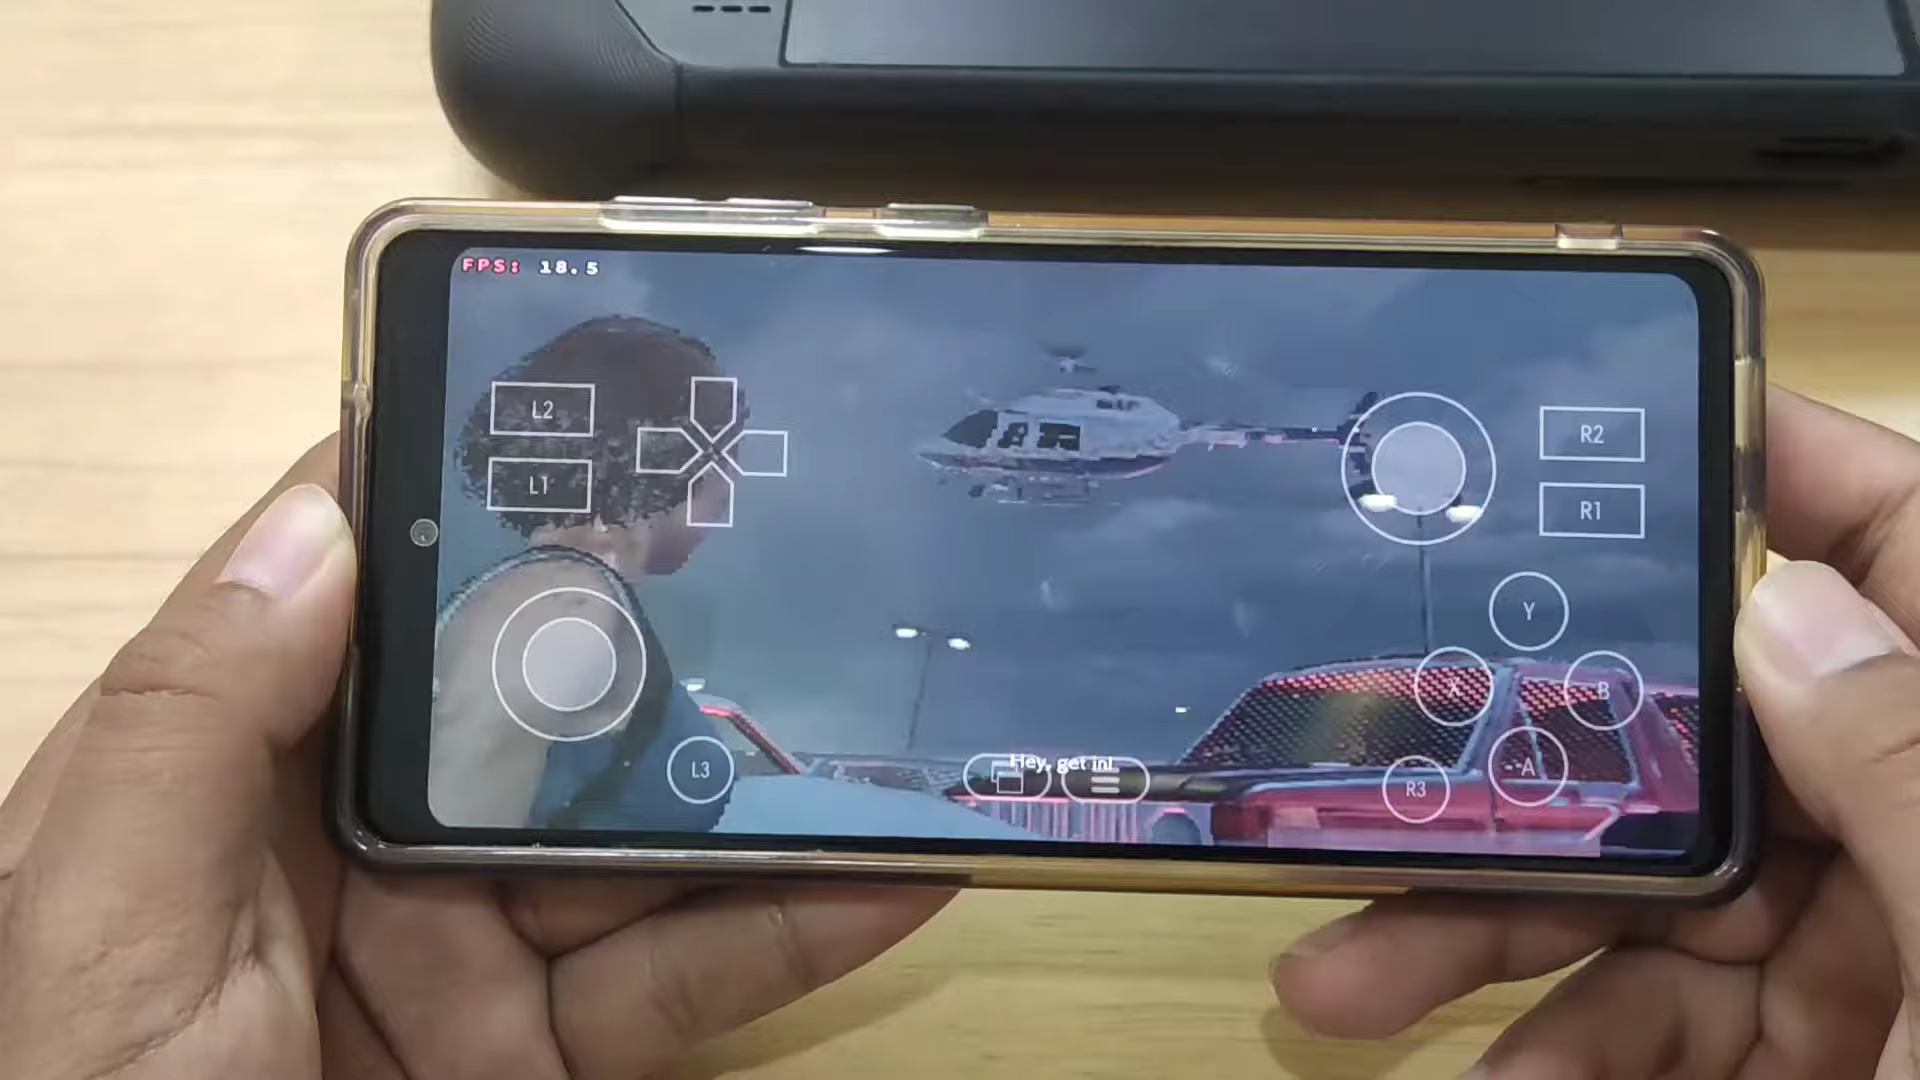 FPS: 18.5
L2
R2
L1
R1
Y
X
B
L3
Hey, get in!
A
R3